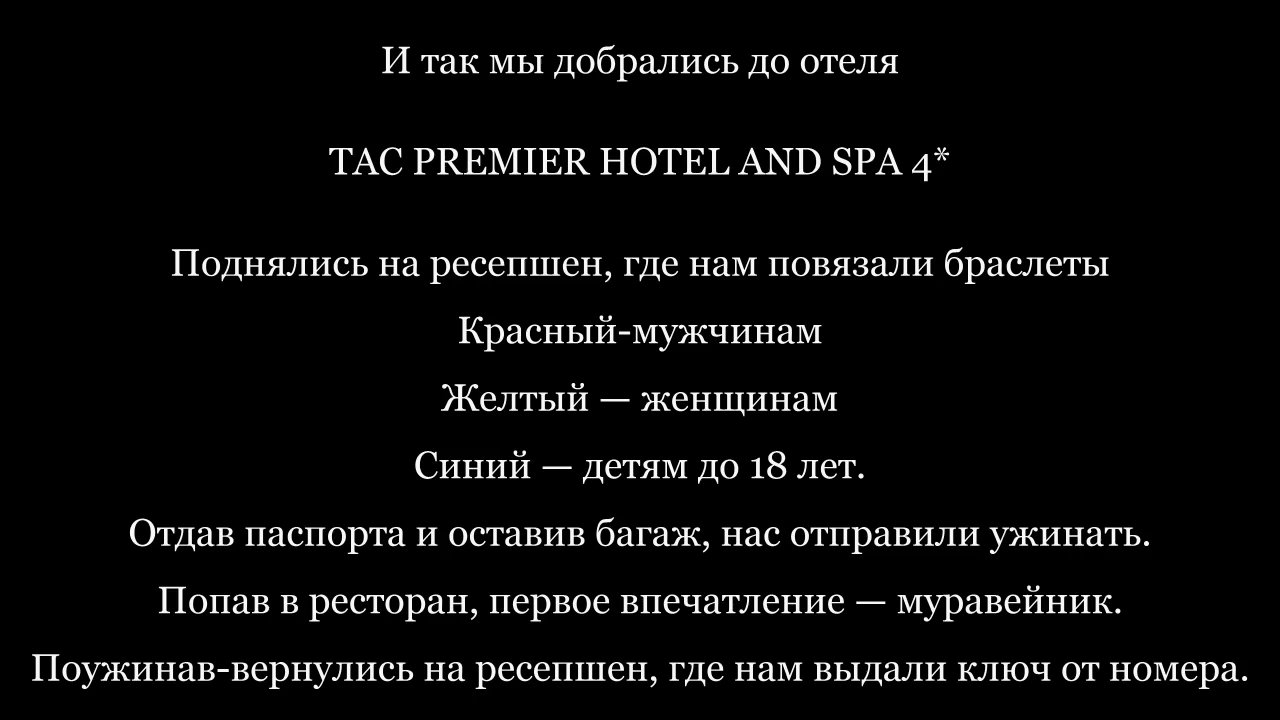 И так мы добрались до отеля
TAC PREMIER HOTEL AND SPA 4*
Поднялись на ресепшен, где нам повязали браслеты
Красный-мужчинам
Желтый — женщинам
Синий — детям до 18 лет.
Отдав паспорта и оставив багаж, нас отправили ужинать.
Попав в ресторан, первое впечатление — муравейник.
Поужинав-вернулись на ресепшен, где нам выдали ключ от номера.